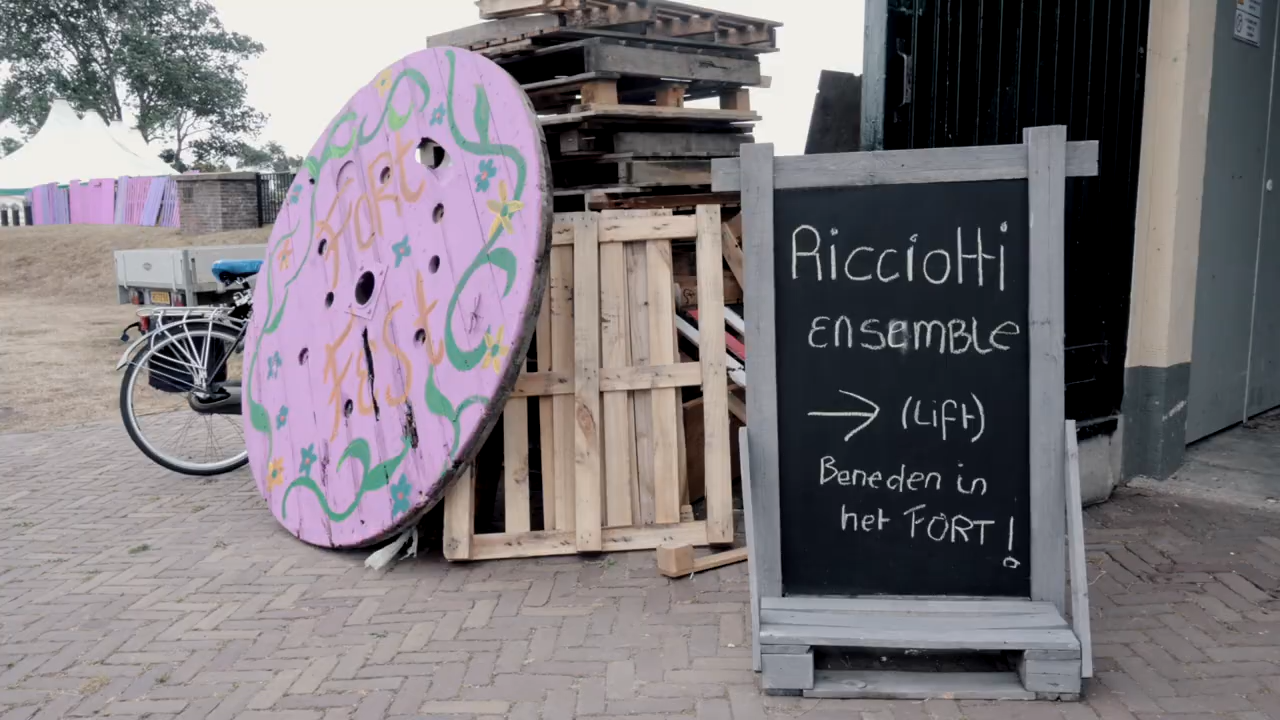 FORt
FESt
Ricciotti
ENSEMBLE
→ (Lift)
Beneden in
het FORT!